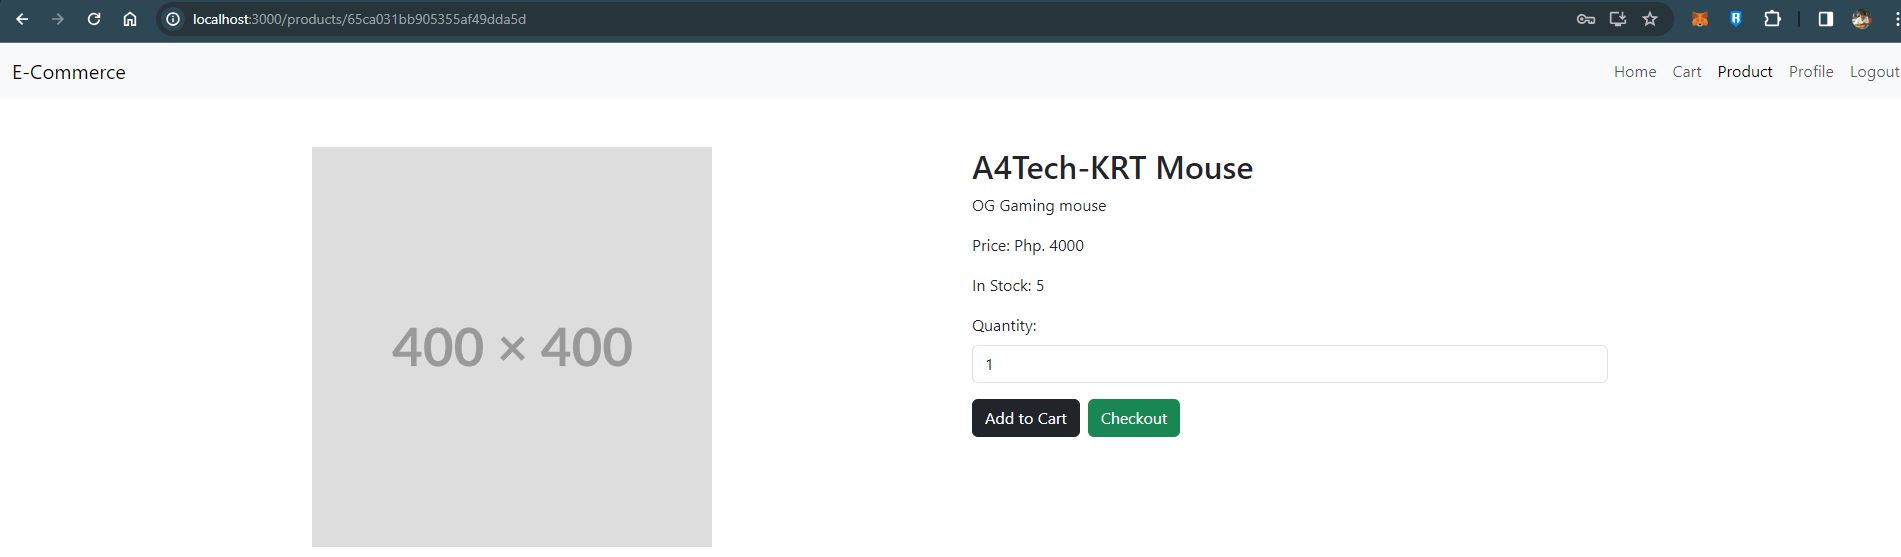 localhost:3000/products/65ca031bb905355af49dda5d
E-Commerce
Home Cart Product Profile Logout
400 × 400
A4Tech-KRT Mouse
OG Gaming mouse
Price: Php. 4000
In Stock: 5
Quantity:
1
Add to Cart Checkout